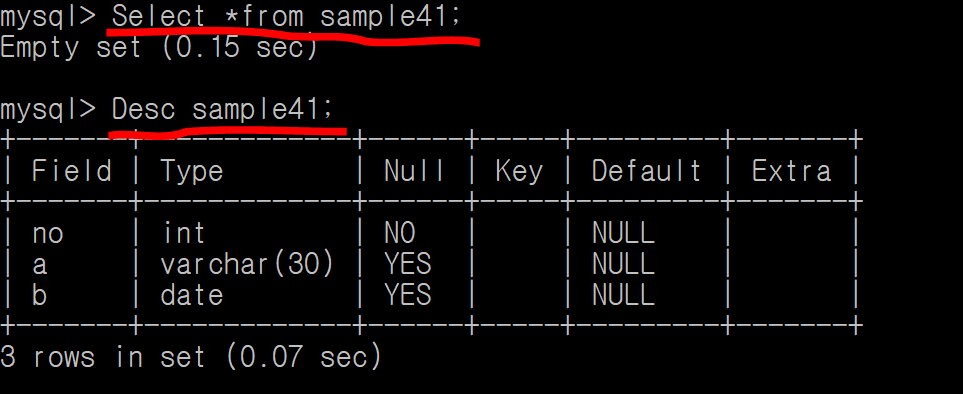 mysql> Select *from sample41;
Empty set (0.15 sec)
mysql> Desc sample41;
+-------+-------------+------+-----+---------+-------+
| Field | Type | Null | Key | Default | Extra |
+-------+-------------+------+-----+---------+-------+
| no | int | NO | | NULL | |
| a | varchar(30) | YES | | NULL | |
| b | date | YES | | NULL | |
+-------+-------------+------+-----+---------+-------+
3 rows in set (0.07 sec)